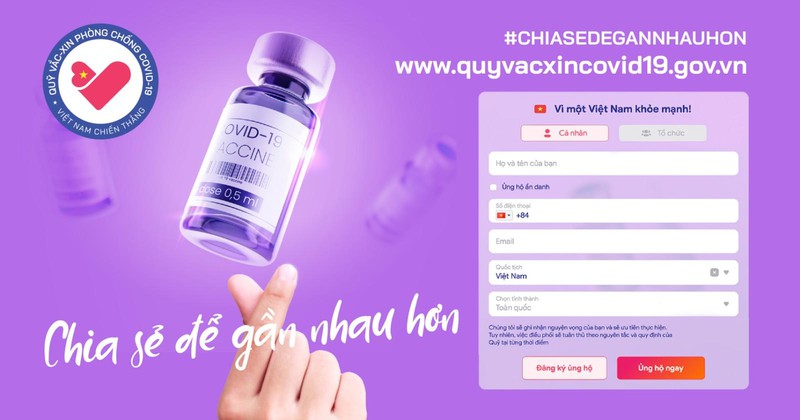 QUỸ VẮC-XIN PHÒNG CHỐNG COVID-19
VIỆT NAM CHIẾN THẮNG
OVID-19
ACCINE
dose 0,5 ml
Chia sẻ để gần nhau hơn
#CHIASEDEGANNHAUHON
www.quyvacxincovid19.gov.vn
Vì một Việt Nam khỏe mạnh!
Cá nhân
Tổ chức
Họ và tên của bạn
Ủng hộ ẩn danh
Số điện thoại
+84
Email
Quốc tịch
Việt Nam
Chọn tỉnh thành
Toàn quốc
Chúng tôi sẽ ghi nhận nguyện vọng của bạn và sẽ ưu tiên thực hiện.
Tuy nhiên, việc điều phối sẽ tuân thủ theo nguyên tắc và quy định của
Quỹ tại từng thời điểm
Đăng ký ủng hộ
Ủng hộ ngay